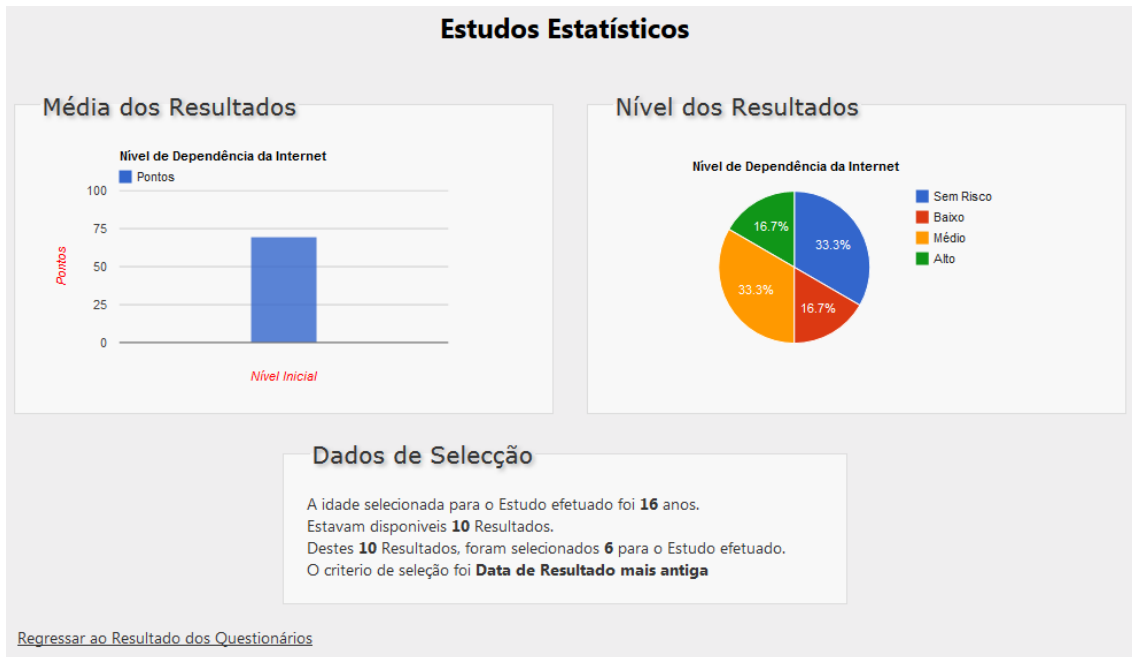 Estudos Estatísticos
Média dos Resultados
Nível de Dependência da Internet
Pontos
100
75
50
25
0
Pontos
Nível Inicial
Nível dos Resultados
Nível de Dependência da Internet
16.7%
33.3%
33.3%
16.7%
Sem Risco
Baixo
Médio
Alto
Dados de Selecção
A idade selecionada para o Estudo efetuado foi 16 anos.
Estavam disponiveis 10 Resultados.
Destes 10 Resultados, foram selecionados 6 para o Estudo efetuado.
O criterio de seleção foi Data de Resultado mais antiga
Regressar ao Resultado dos Questionários